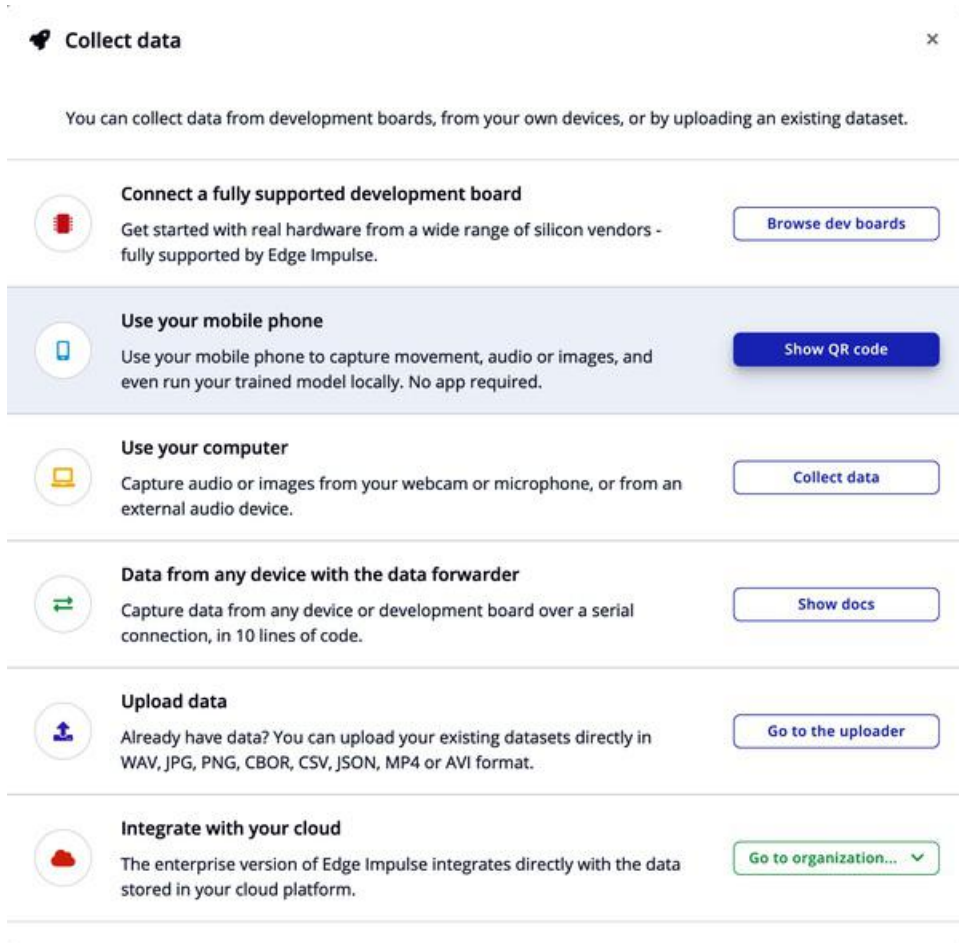 Collect data
×
You can collect data from development boards, from your own devices, or by uploading an existing dataset.
Connect a fully supported development board
Get started with real hardware from a wide range of silicon vendors -
fully supported by Edge Impulse.
Browse dev boards
Use your mobile phone
Use your mobile phone to capture movement, audio or images, and
even run your trained model locally. No app required.
Show QR code
Use your computer
Capture audio or images from your webcam or microphone, or from an
external audio device.
Collect data
Data from any device with the data forwarder
Capture data from any device or development board over a serial
connection, in 10 lines of code.
Show docs
Upload data
Already have data? You can upload your existing datasets directly in
WAV, JPG, PNG, CBOR, CSV, JSON, MP4 or AVI format.
Go to the uploader
Integrate with your cloud
The enterprise version of Edge Impulse integrates directly with the data
stored in your cloud platform.
Go to organization...